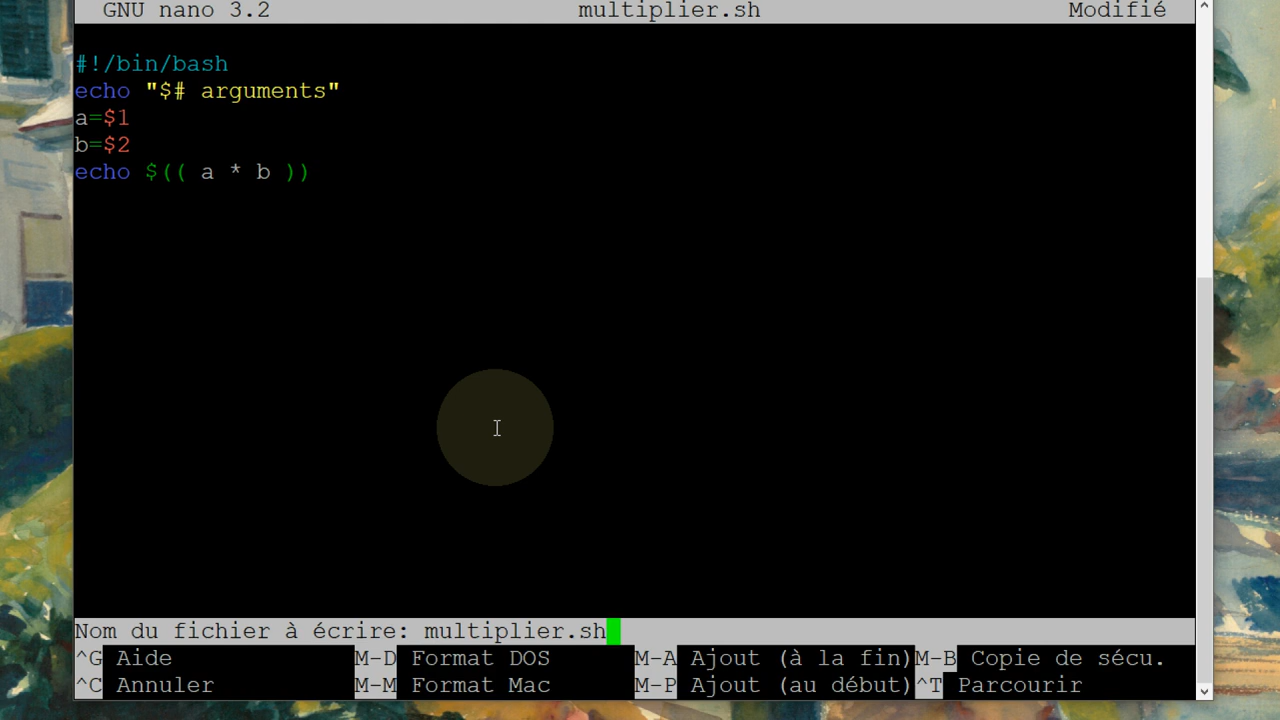 GNU nano 3.2 multiplier.sh Modifié
#!/bin/bash
echo "$# arguments"
a=$1
b=$2
echo $(( a * b ))
Nom du fichier à écrire: multiplier.sh
^G Aide M-D Format DOS M-A Ajout (à la fin) M-B Copie de sécu.
^C Annuler M-M Format Mac M-P Ajout (au début) ^T Parcourir